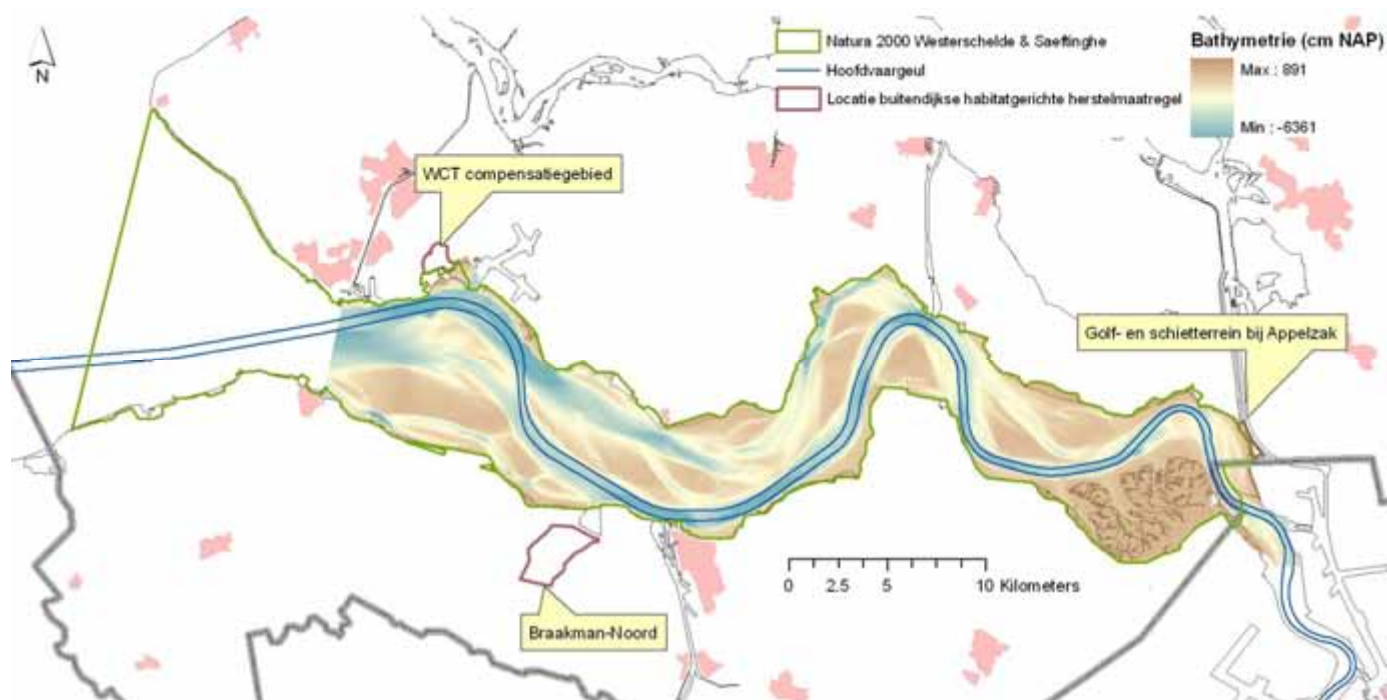 Natura 2000 Westerschelde & Saeftinghe
Hoofdvaargeul
Locatie buitendijkse habitatgerichte herstelmaatregel
Bathymetrie (cm NAP)
Max : 891
Min : -6361
N
WCT compensatiegebied
Golf- en schietterrein bij Appelzak
0 2.5 5 10 Kilometers
Braakman-Noord